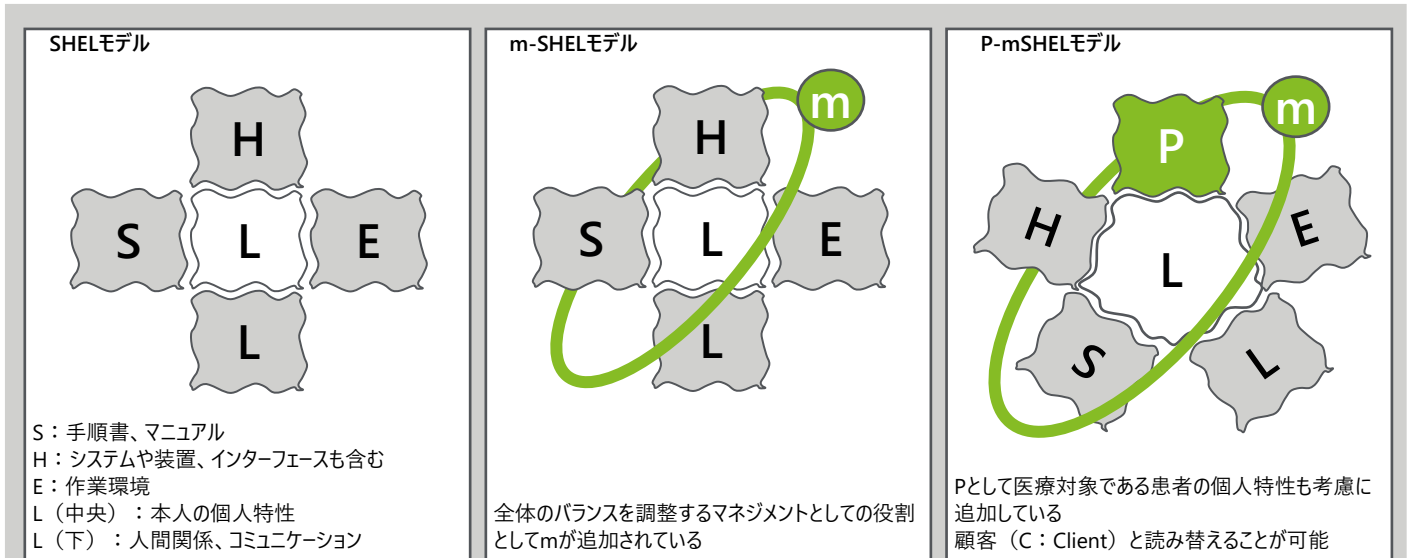 SHELモデル
H
S L E
L
S：手順書、マニュアル
H：システムや装置、インターフェースも含む
E：作業環境
L（中央）：本人の個人特性
L（下）：人間関係、コミュニケーション
m-SHELモデル
m
H
S L E
L
全体のバランスを調整するマネジメントとしての役割
としてmが追加されている
P-mSHELモデル
m
P
H E
L
S L
Pとして医療対象である患者の個人特性も考慮に
追加している
顧客（C：Client）と読み替えることが可能